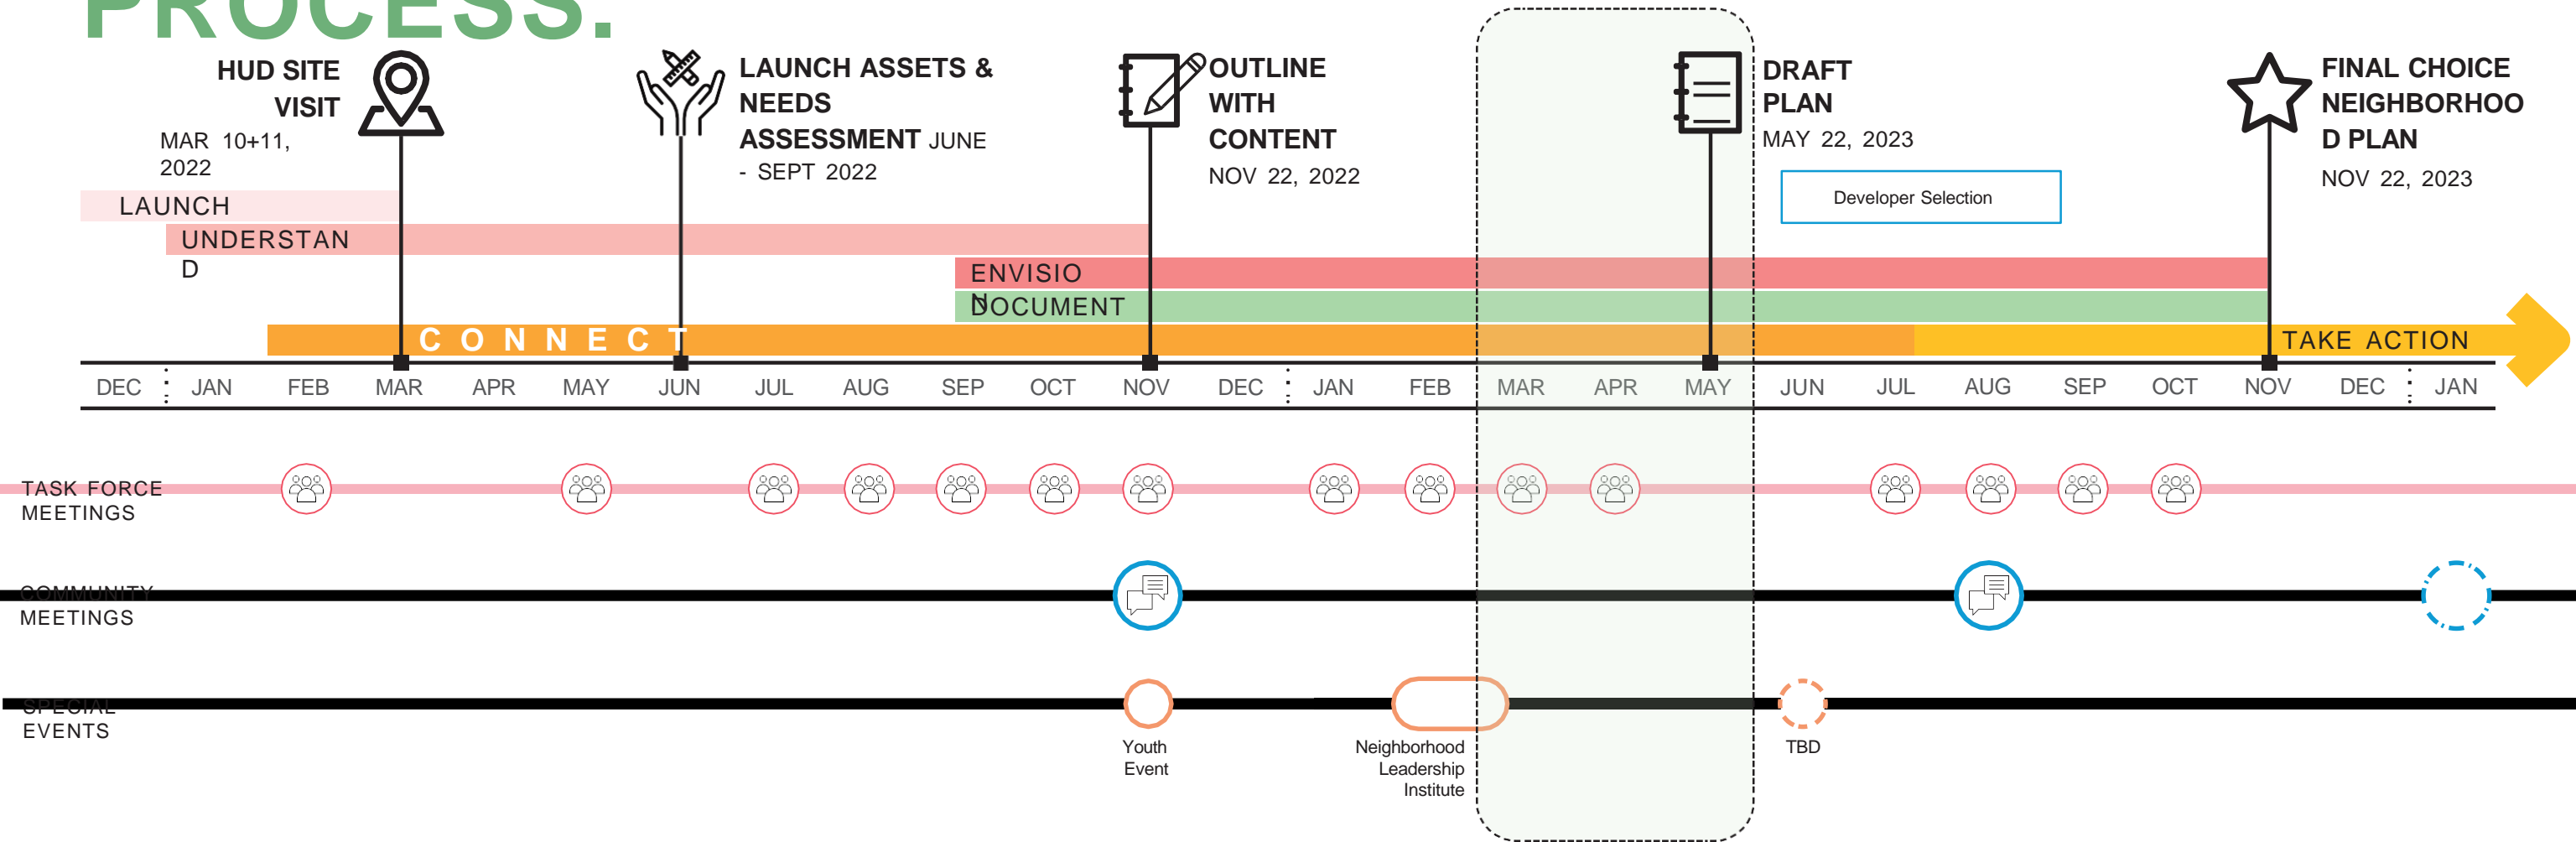 PROCESS.
HUD SITE
VISIT
MAR 10+11,
2022
LAUNCH ASSETS &
NEEDS
ASSESSMENT JUNE
- SEPT 2022
OUTLINE
WITH
CONTENT
NOV 22, 2022
DRAFT
PLAN
MAY 22, 2023
Developer Selection
FINAL CHOICE
NEIGHBORHOO
D PLAN
NOV 22, 2023
LAUNCH
UNDERSTAN
D
ENVISIO
N
DOCUMENT
CONNECT
TAKE ACTION
DEC JAN FEB MAR APR MAY JUN JUL AUG SEP OCT NOV DEC JAN FEB MAR APR MAY JUN JUL AUG SEP OCT NOV DEC JAN
TASK FORCE
MEETINGS
COMMUNITY
MEETINGS
SPECIAL
EVENTS
Youth
Event
Neighborhood
Leadership
Institute
TBD